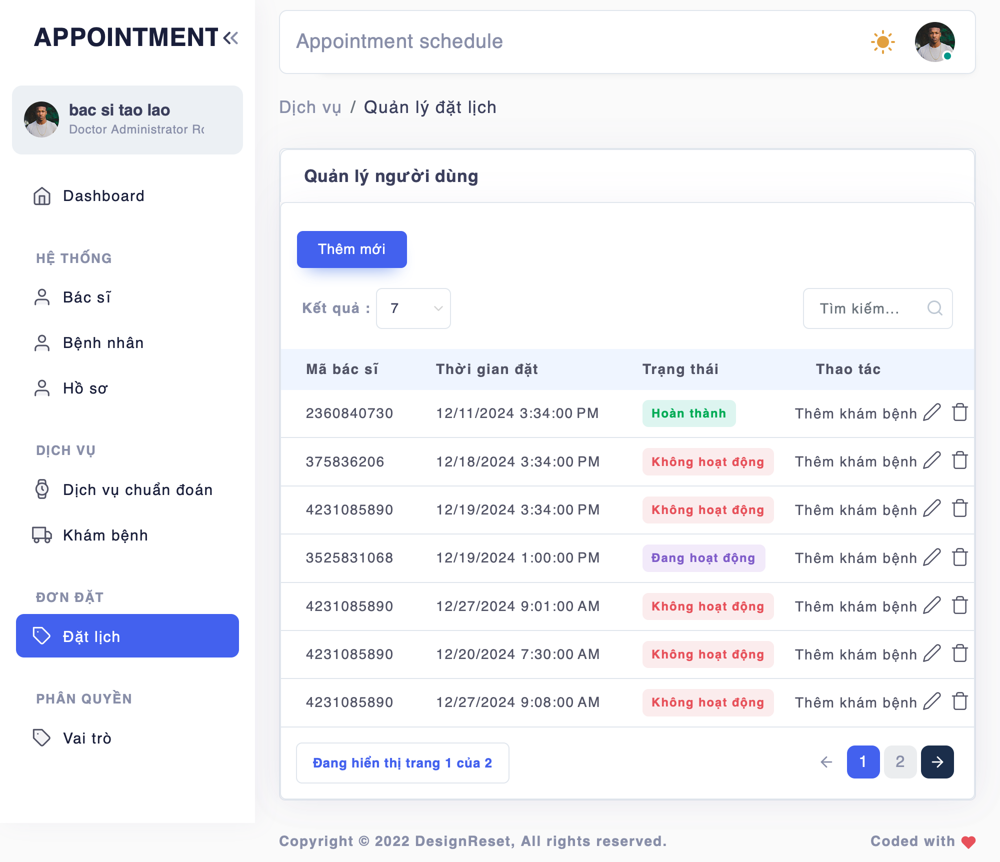 APPOINTMENT
bac si tao lao
Doctor Administrator
Dashboard
HỆ THỐNG
Bác sĩ
Bệnh nhân
Hồ sơ
DỊCH VỤ
Dịch vụ chuẩn đoán
Khám bệnh
ĐƠN ĐẶT
Đặt lịch
PHÂN QUYỀN
Vai trò
Appointment schedule
Dịch vụ / Quản lý đặt lịch
Quản lý người dùng
Thêm mới
Kết quả : 7
Tìm kiếm...
Mã bác sĩ Thời gian đặt Trạng thái Thao tác
2360840730 12/11/2024 3:34:00 PM Hoàn thành Thêm khám bệnh
375836206 12/18/2024 3:34:00 PM Không hoạt động Thêm khám bệnh
4231085890 12/19/2024 3:34:00 PM Không hoạt động Thêm khám bệnh
3525831068 12/19/2024 1:00:00 PM Đang hoạt động Thêm khám bệnh
4231085890 12/27/2024 9:01:00 AM Không hoạt động Thêm khám bệnh
4231085890 12/20/2024 7:30:00 AM Không hoạt động Thêm khám bệnh
4231085890 12/27/2024 9:08:00 AM Không hoạt động Thêm khám bệnh
Đang hiển thị trang 1 của 2
1 2
Copyright © 2022 DesignReset, All rights reserved.
Coded with